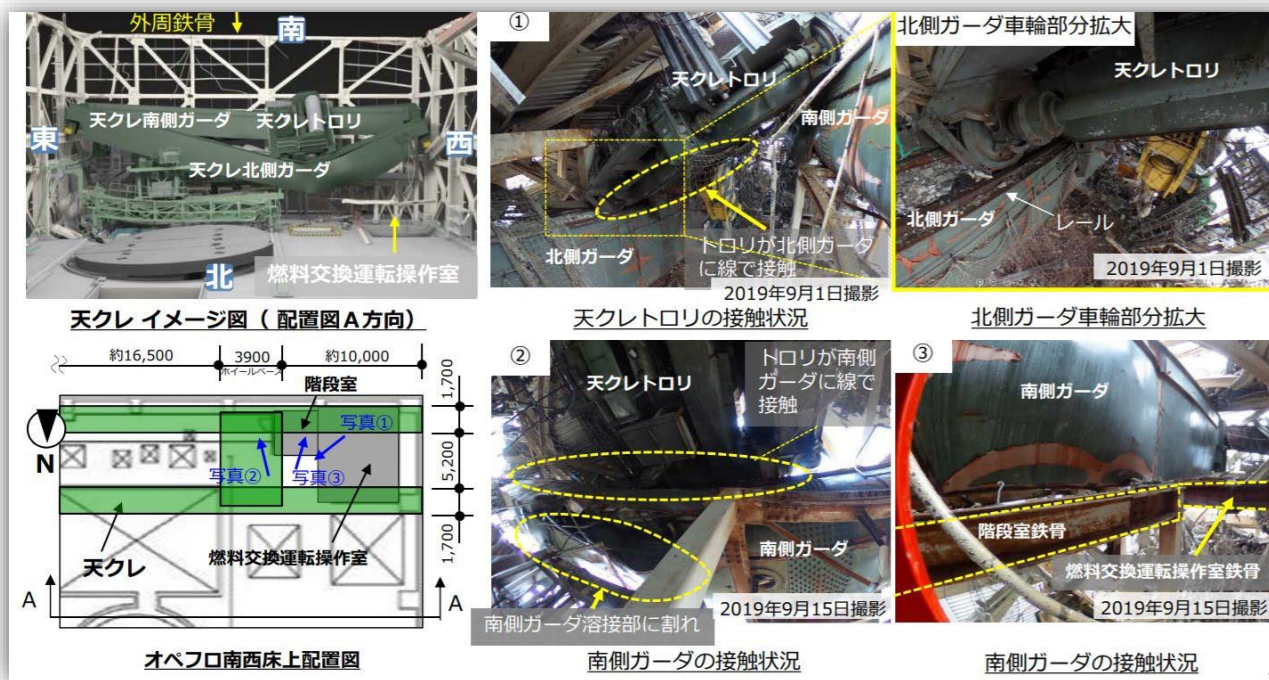 外周鉄骨
南
天クレ南側ガーダ
天クレトロリ
東
西
天クレ北側ガーダ
北
燃料交換運転操作室
天クレ イメージ図（ 配置図Ａ方向）
①
天クレトロリ
南側ガーダ
北側ガーダ
トロリが北側ガーダ
に線で接触
2019年9月1日撮影
天クレトロリの接触状況
北側ガーダ車輪部分拡大
天クレトロリ
北側ガーダ
レール
2019年9月1日撮影
北側ガーダ車輪部分拡大
約16,500
3900
約10,000
ホイールベース
階段室
1,700
写真①
N
写真②
写真③
5,200
天クレ
燃料交換運転操作室
1,700
A
A
オペフロ南西床上配置図
②
天クレトロリ
トロリが南側
ガーダに線で
接触
南側ガーダ
2019年9月15日撮影
南側ガーダ溶接部に割れ
南側ガーダの接触状況
③
南側ガーダ
階段室鉄骨
燃料交換運転操作室鉄骨
2019年9月15日撮影
南側ガーダの接触状況